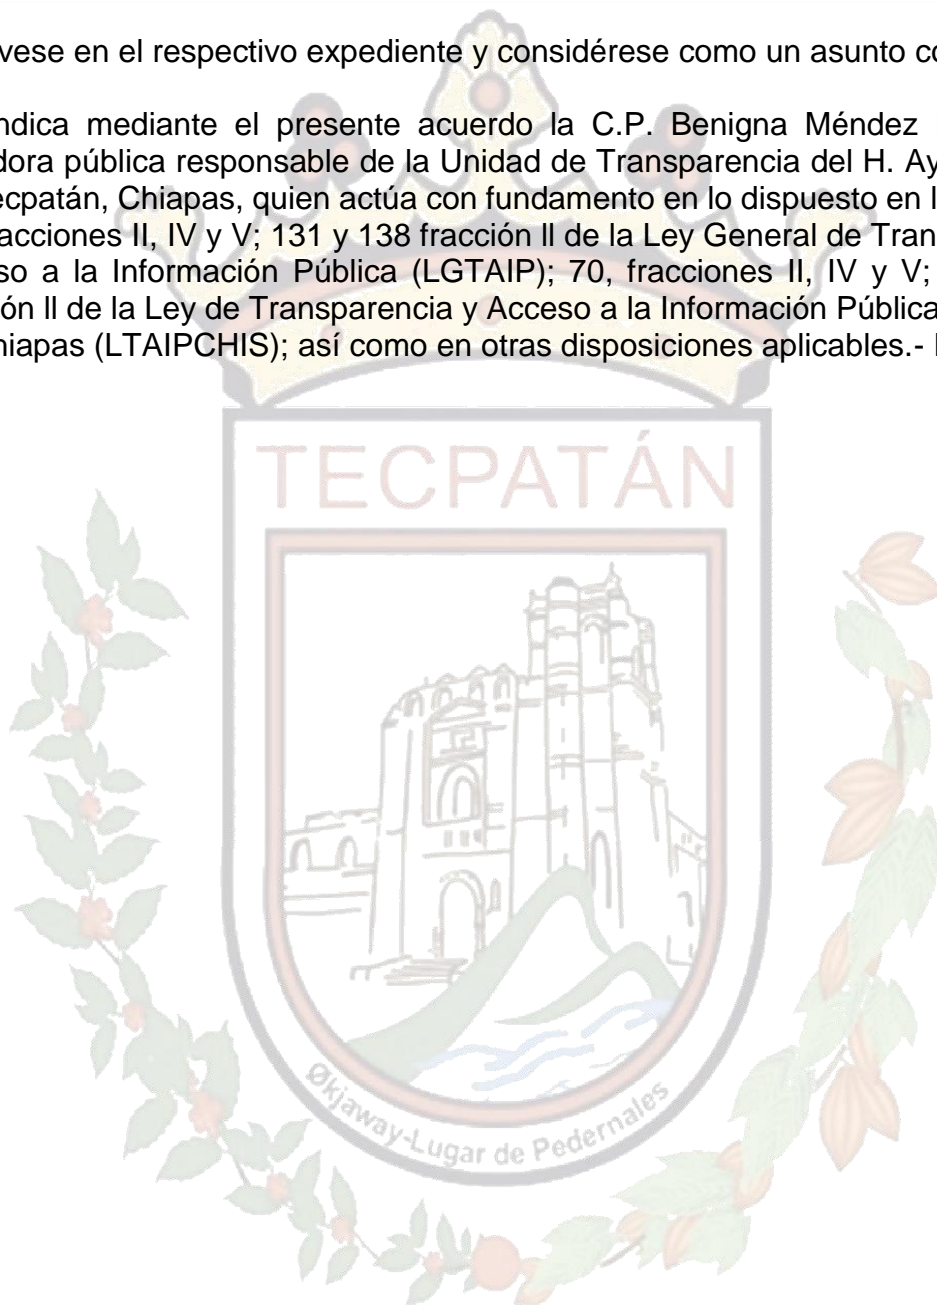 vese en el respectivo expediente y considérese como un asunto co
ndica mediante el presente acuerdo la C.P. Benigna Méndez
dora pública responsable de la Unidad de Transparencia del H. Ay
ecpatán, Chiapas, quien actúa con fundamento en lo dispuesto en l
acciones II, IV y V; 131 y 138 fracción II de la Ley General de Tran
so a la Información Pública (LGTAIP); 70, fracciones II, IV y V;
ón II de la Ley de Transparencia y Acceso a la Información Pública
hiapas (LTAIPCHIS); así como en otras disposiciones aplicables.-
TECPATÁN
Økjaway-Lugar de Pedernales